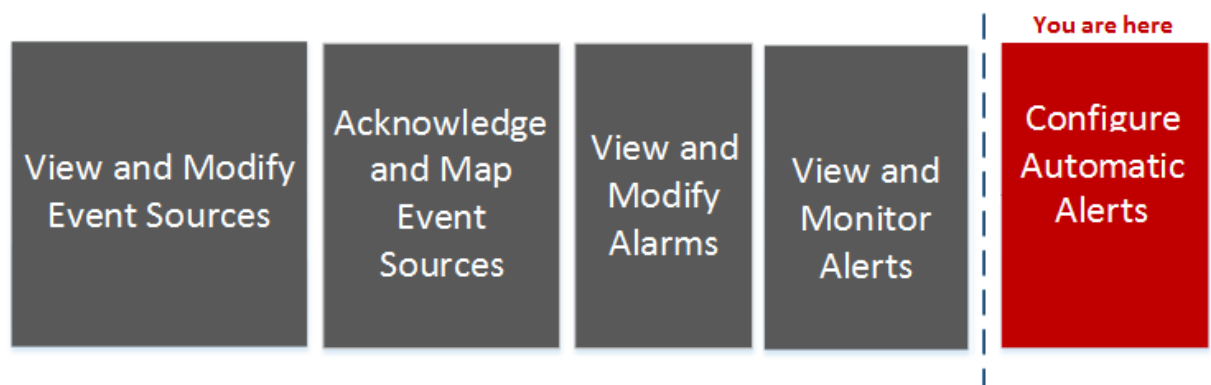 You are here
View and Modify
Event Sources
Acknowledge
and Map
Event
Sources
View and
Modify
Alarms
View and
Monitor
Alerts
Configure
Automatic
Alerts